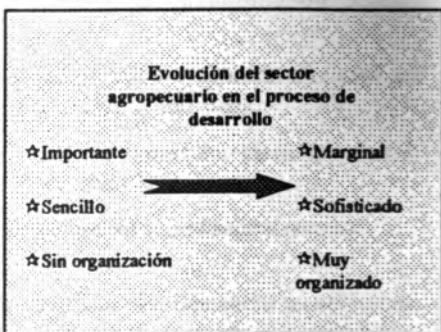 Evolución del sector
agropecuario en el proceso de
desarrollo
☆Importante
☆Marginal
☆Sencillo
☆Sofisticado
☆Sin organización
☆Muy
organizado